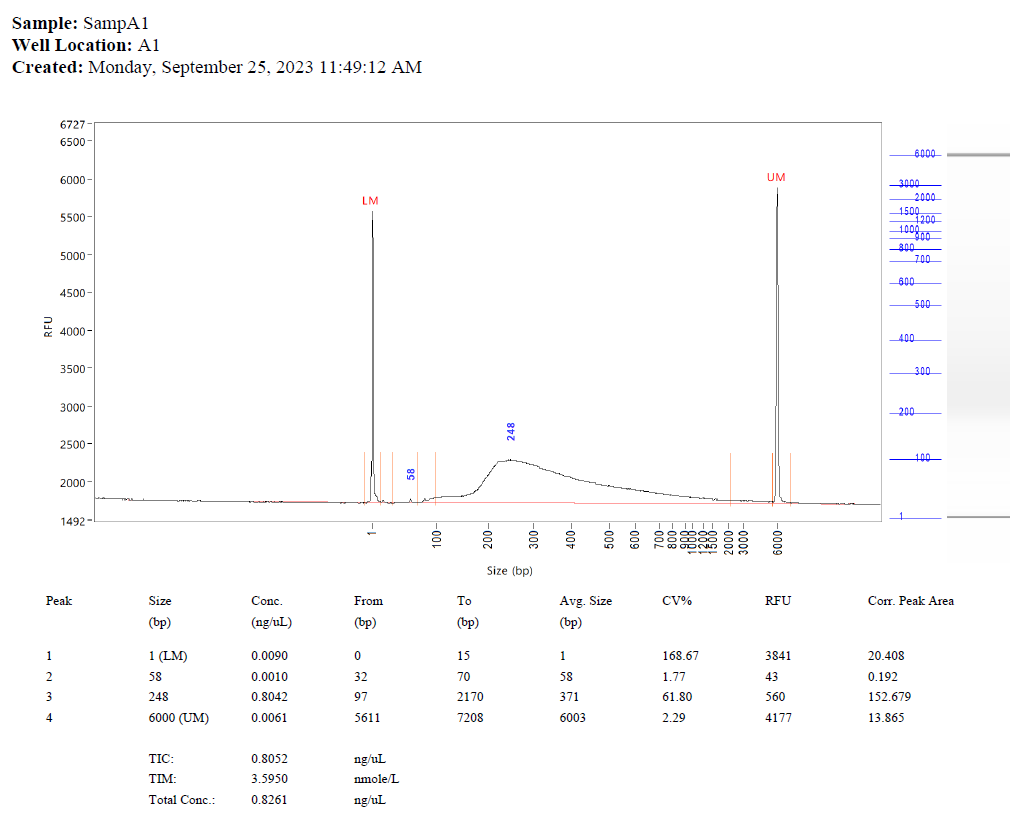 Sample: SampA1
Well Location: A1
Created: Monday, September 25, 2023 11:49:12 AM
6727
6500
6000
5500
5000
4500
4000
3500
3000
2500
2000
1492
RFU
LM
58
248
UM
1
100
200
300
400
500
600
700
800
900
1000
1200
1500
2000
3000
6000
Size (bp)
6000
3000
2000
1500
1200
1000
900
800
700
600
500
400
300
200
100
1
Peak Size Conc. From To Avg. Size CV% RFU Corr. Peak Area
(bp) (ng/uL) (bp) (bp) (bp)
1 1 (LM) 0.0090 0 15 1 168.67 3841 20.408
2 58 0.0010 32 70 58 1.77 43 0.192
3 248 0.8042 97 2170 371 61.80 560 152.679
4 6000 (UM) 0.0061 5611 7208 6003 2.29 4177 13.865
TIC: 0.8052 ng/uL
TIM: 3.5950 nmole/L
Total Conc.: 0.8261 ng/uL